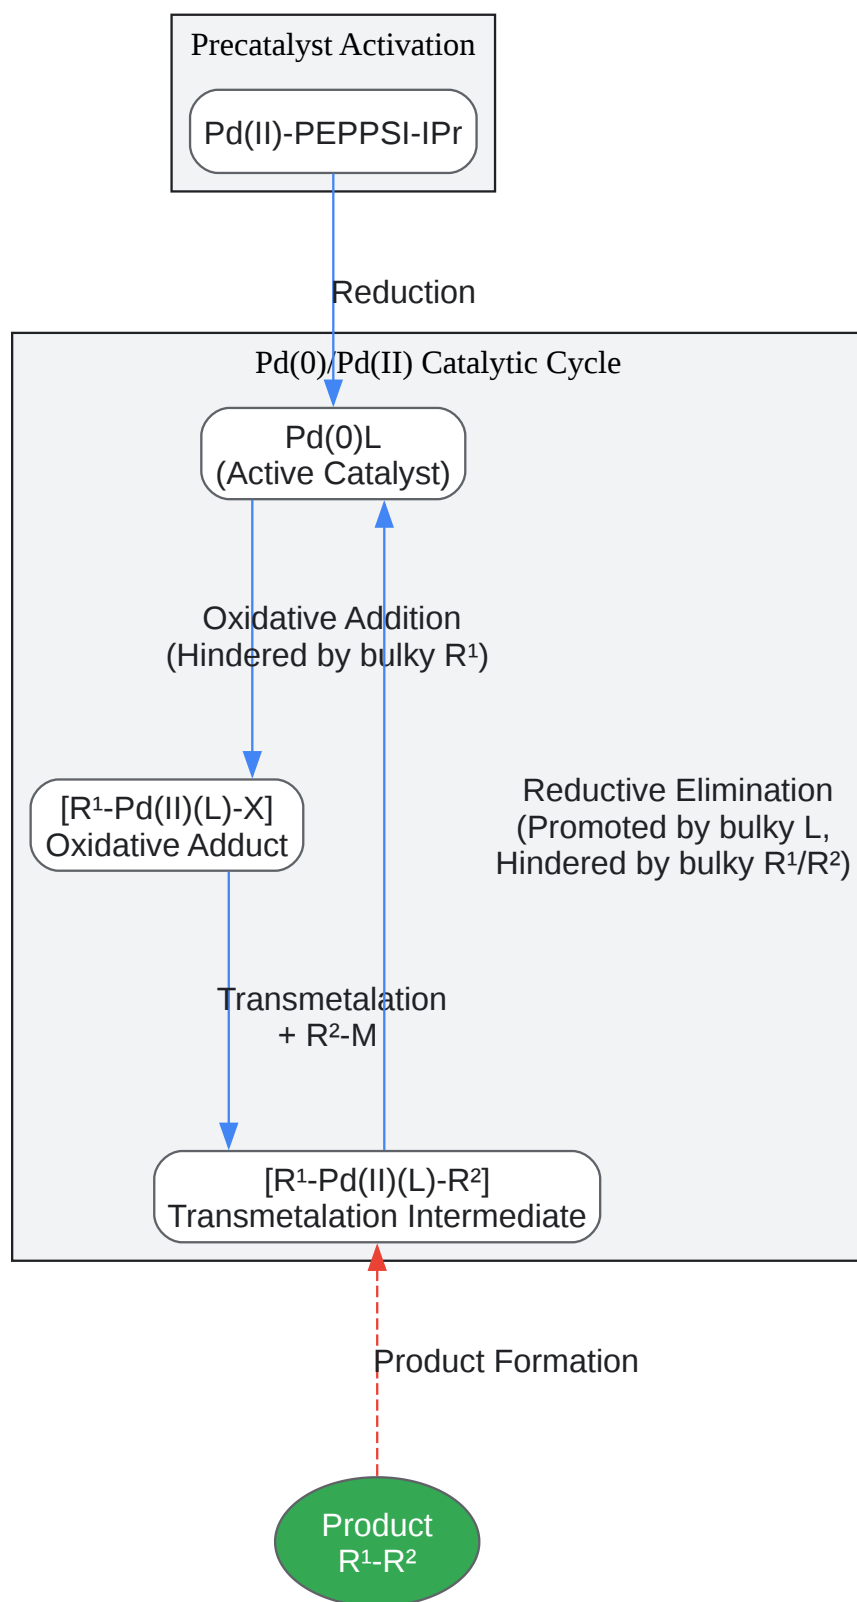 Precatalyst Activation
Pd(II)-PEPPSI-IPr
Reduction
Pd(0)/Pd(II) Catalytic Cycle
Pd(0)L
(Active Catalyst)
Oxidative Addition
(Hindered by bulky R¹)
[R¹-Pd(II)(L)-X]
Oxidative Adduct
Reductive Elimination
(Promoted by bulky L,
Hindered by bulky R¹/R²)
Transmetalation
+ R²-M
[R¹-Pd(II)(L)-R²]
Transmetalation Intermediate
Product Formation
Product
R¹-R²